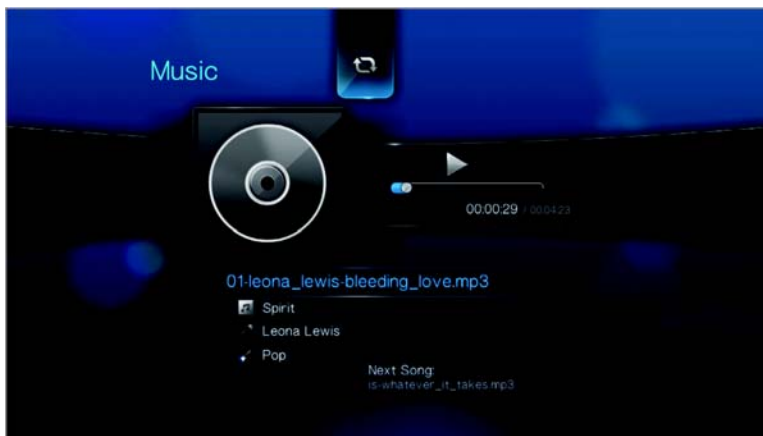 Music
00:00:29 / 00:04:23
01-leona_lewis-bleeding_love.mp3
Spirit
Leona Lewis
Pop
Next Song:
is-whatever_it_takes.mp3